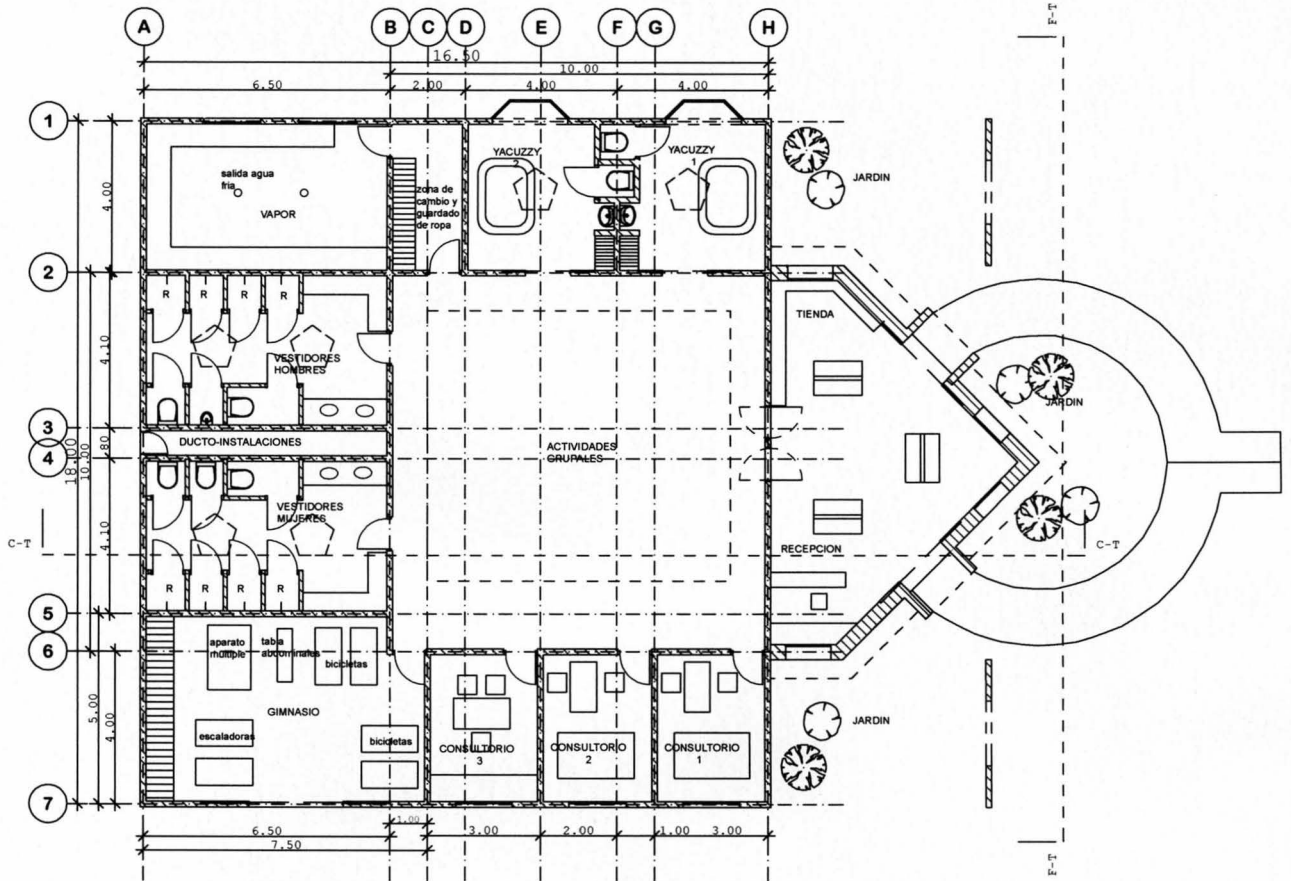 F-T
A B C D E F G H
16.50
10.00
6.50 2.00 4.00 4.00
1
YACUZZY
2
YACUZZY
1
JARDIN
salida agua
fria
VAPOR
zona de
cambio y
guardado
de ropa
4.00
2
R R R R
TIENDA
VESTIDORES
HOMBRES
4.10
JARDIN
3
DUCTO-INSTALACIONES
ACTIVIDADES
GRUPALES
.80
4
18.00
10.00
VESTIDORES
MUJERES
4.10
C-T
RECEPCION
C-T
R R R R
5
6
aparato
multiple
tabla
abdominales
bicicletas
5.00
4.00
GIMNASIO
JARDIN
escaladoras
bicicletas
CONSULTORIO
3
CONSULTORIO
2
CONSULTORIO
1
7
1.00
6.50 3.00 2.00 1.00 3.00
7.50
F-T